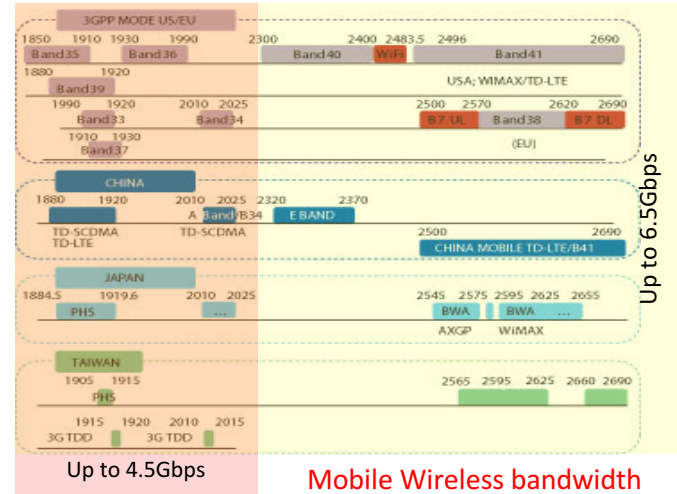 3GPP MODE US/EU
1850 1910 1930 1990 2300 2400 2483.5 2496 2690
Band35 Band36 Band40 WiFi Band41
1880 1920 USA; WIMAX/TD-LTE
Band39
1990 1920 2010 2025 2500 2570 2620 2690
Band33 Band34 B7 UL Band38 B7 DL
1910 1930 (EU)
Band37
Up to 6.5Gbps
CHINA
1880 1920 2010 2025 2320 2370
A Band/B34 E BAND
TD-SCDMA TD-SCDMA 2500 2690
TD-LTE CHINA MOBILE TD-LTE/B41
JAPAN
1884.5 1919.6 2010 2025 2545 2575 2595 2625 2655
PHS ... BWA BWA ...
AXGP WiMAX
TAIWAN
1905 1915 2565 2595 2625 2660 2690
PHS
1915 1920 2010 2015
3G TDD 3G TDD
Up to 4.5Gbps
Mobile Wireless bandwidth